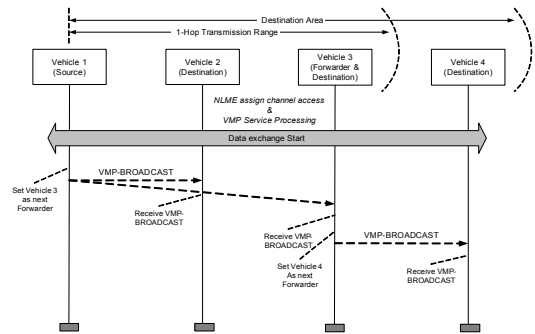 Destination Area
1-Hop Transmission Range
Vehicle 1
(Source)
Vehicle 2
(Destination)
Vehicle 3
(Forwarder &
Destination)
Vehicle 4
(Destination)
NLME assign channel access
&
VMP Service Processing
Data exchange Start
VMP-BROADCAST
Set Vehicle 3
as next
Forwarder
Receive VMP-
BROADCAST
Receive VMP-
BROADCAST
VMP-BROADCAST
Set Vehicle 4
As next
Forwarder
Receive VMP-
BROADCAST